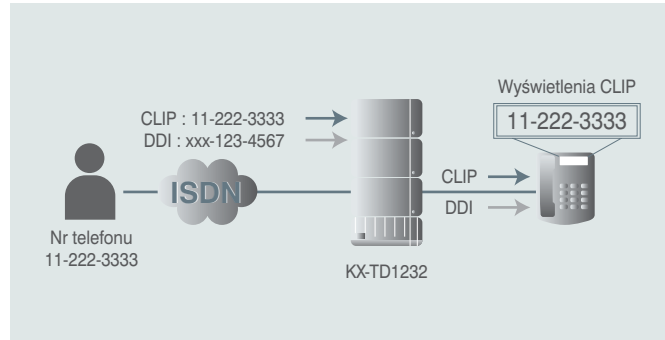 Wyświetlenia CLIP
11-222-3333
CLIP : 11-222-3333
DDI : xxx-123-4567
ISDN
CLIP
DDI
Nr telefonu
11-222-3333
KX-TD1232